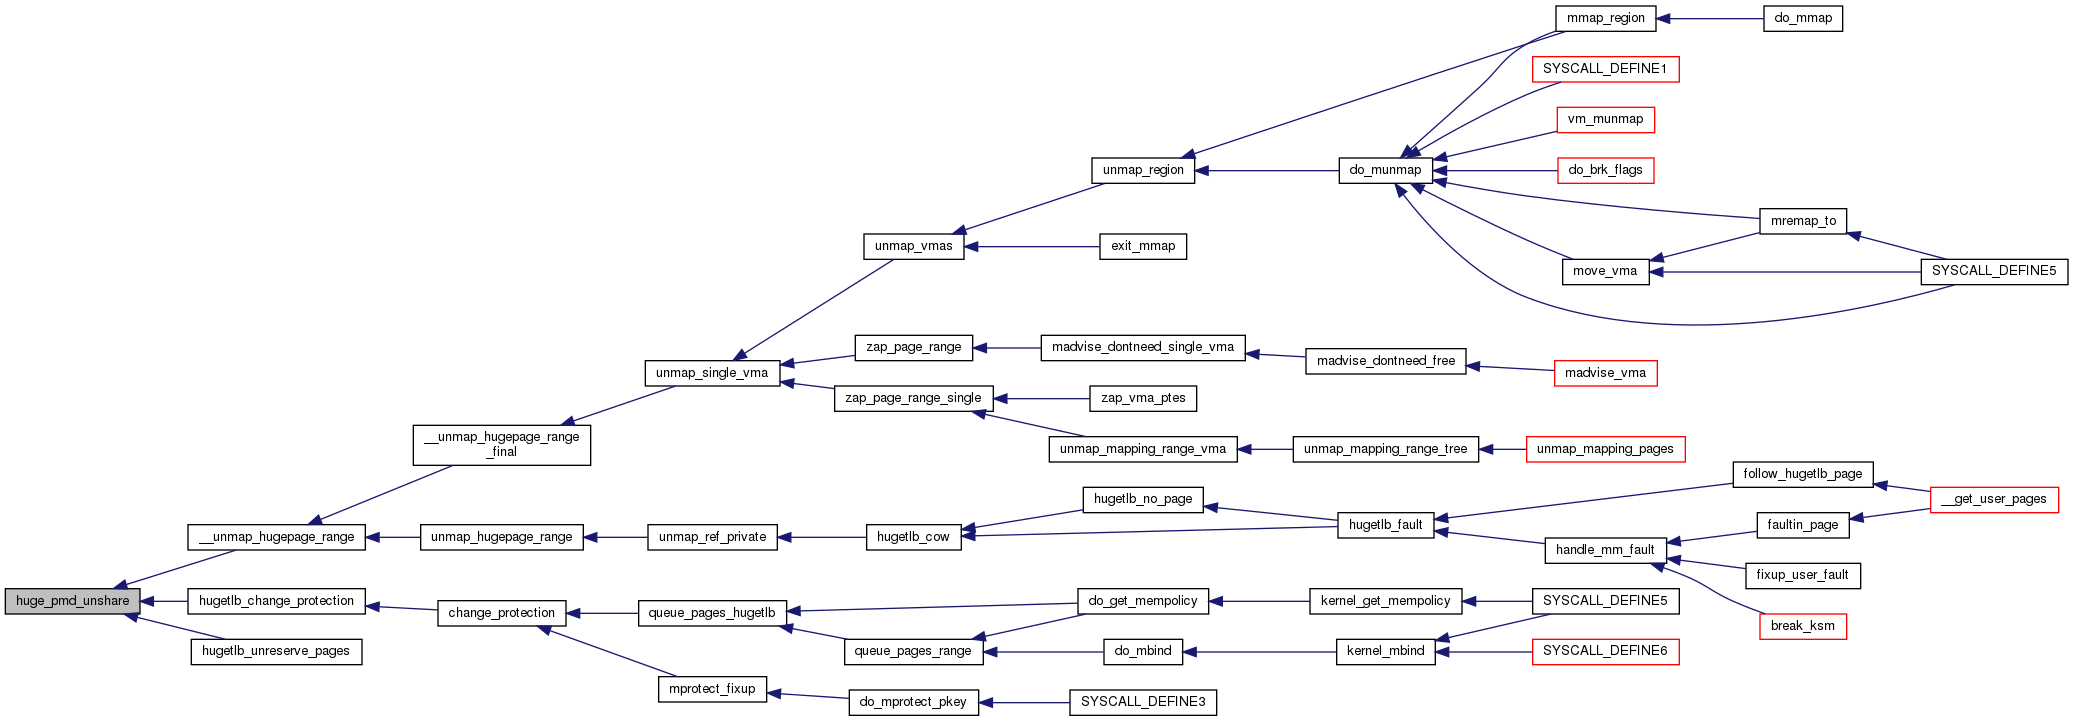 mmap_region
do_mmap
SYSCALL_DEFINE1
vm_munmap
unmap_region
do_munmap
do_brk_flags
mremap_to
unmap_vmas
exit_mmap
move_vma
SYSCALL_DEFINE5
zap_page_range
madvise_dontneed_single_vma
madvise_dontneed_free
unmap_single_vma
madvise_vma
zap_page_range_single
zap_vma_ptes
__unmap_hugepage_range
_final
unmap_mapping_range_vma
unmap_mapping_range_tree
unmap_mapping_pages
follow_hugetlb_page
hugetlb_no_page
__get_user_pages
hugetlb_fault
faultin_page
__unmap_hugepage_range
unmap_hugepage_range
unmap_ref_private
hugetlb_cow
handle_mm_fault
fixup_user_fault
huge_pmd_unshare
hugetlb_change_protection
change_protection
queue_pages_hugetlb
do_get_mempolicy
kernel_get_mempolicy
SYSCALL_DEFINE5
break_ksm
hugetlb_unreserve_pages
queue_pages_range
do_mbind
kernel_mbind
SYSCALL_DEFINE6
mprotect_fixup
do_mprotect_pkey
SYSCALL_DEFINE3